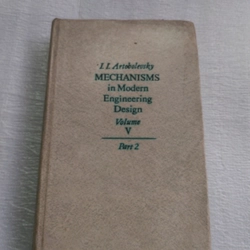 I. I. Artobolevsky
MECHANISMS
in Modern
Engineering
Design
Volume
V
Part 2